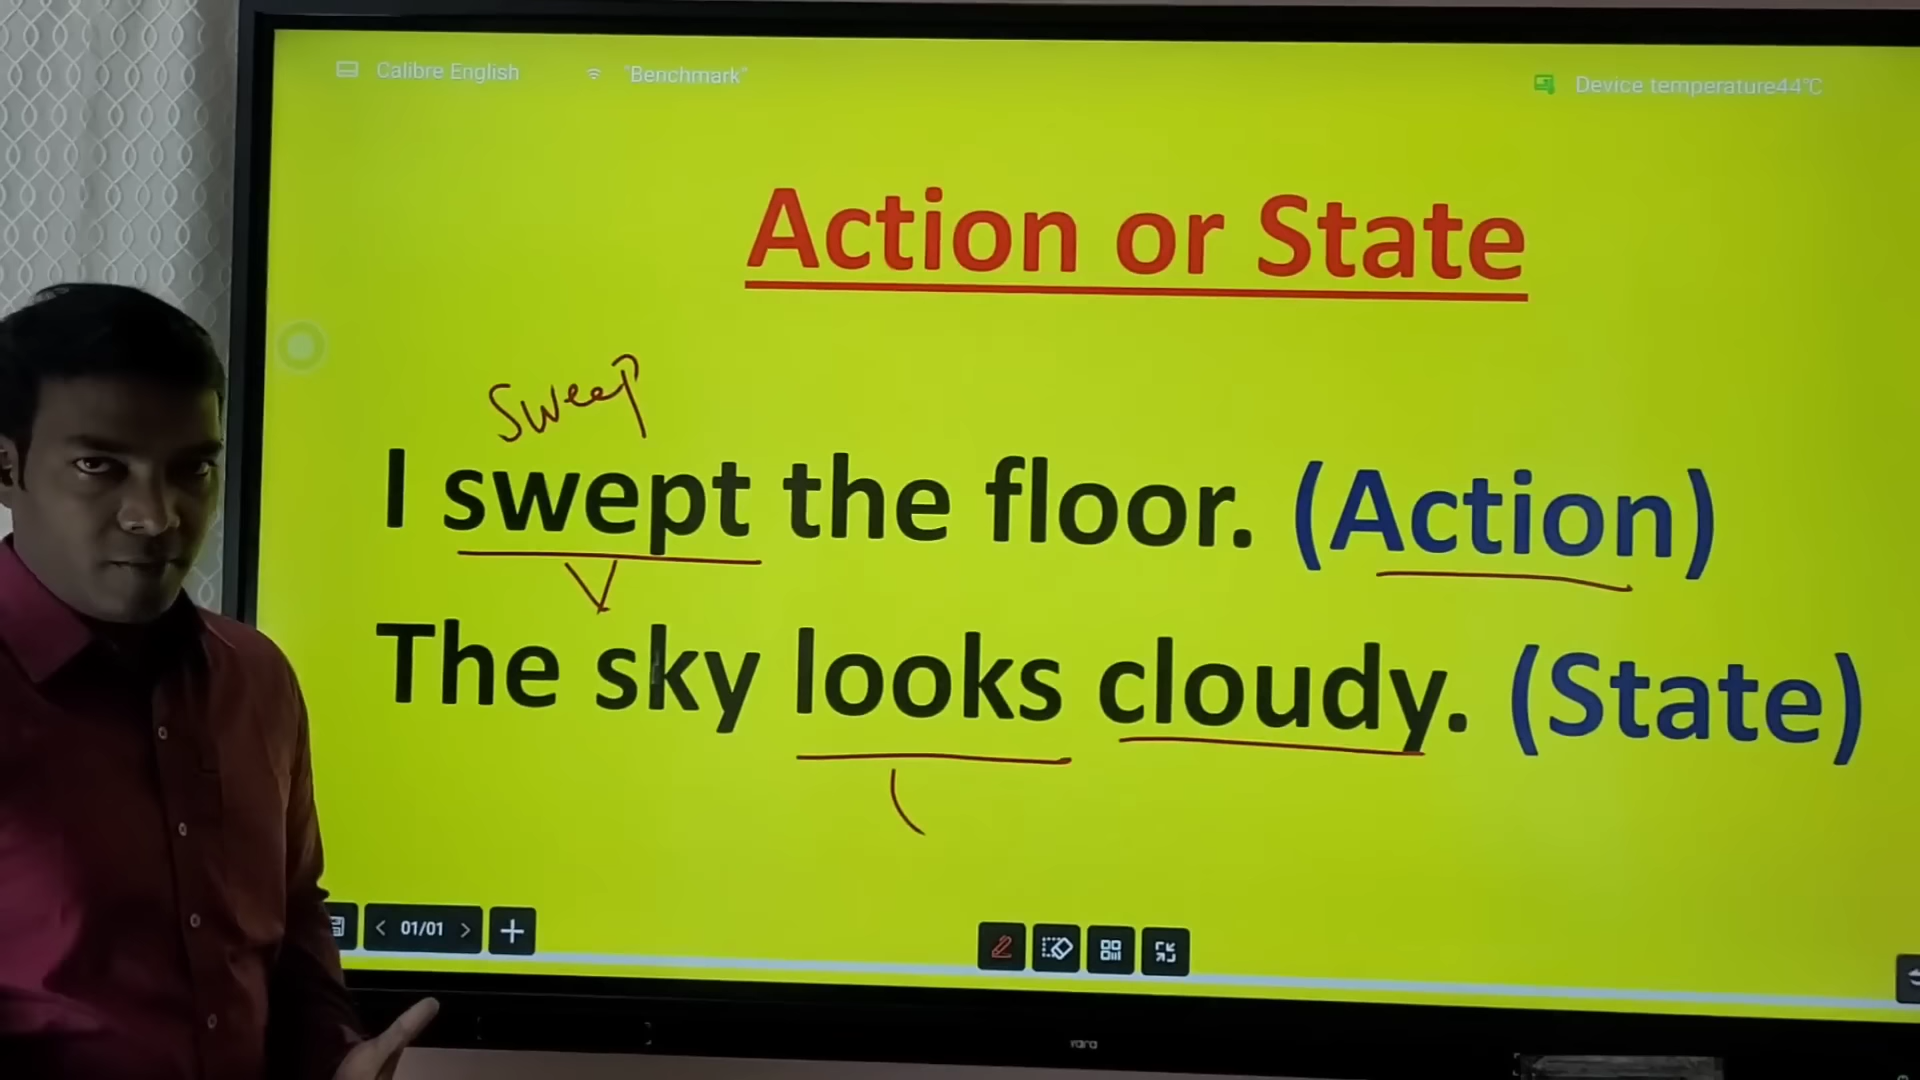 Calibre English "Benchmark" Device temperature44°C
Action or State
Sweep
I swept the floor. (Action)
V
The sky looks cloudy. (State)
01/01